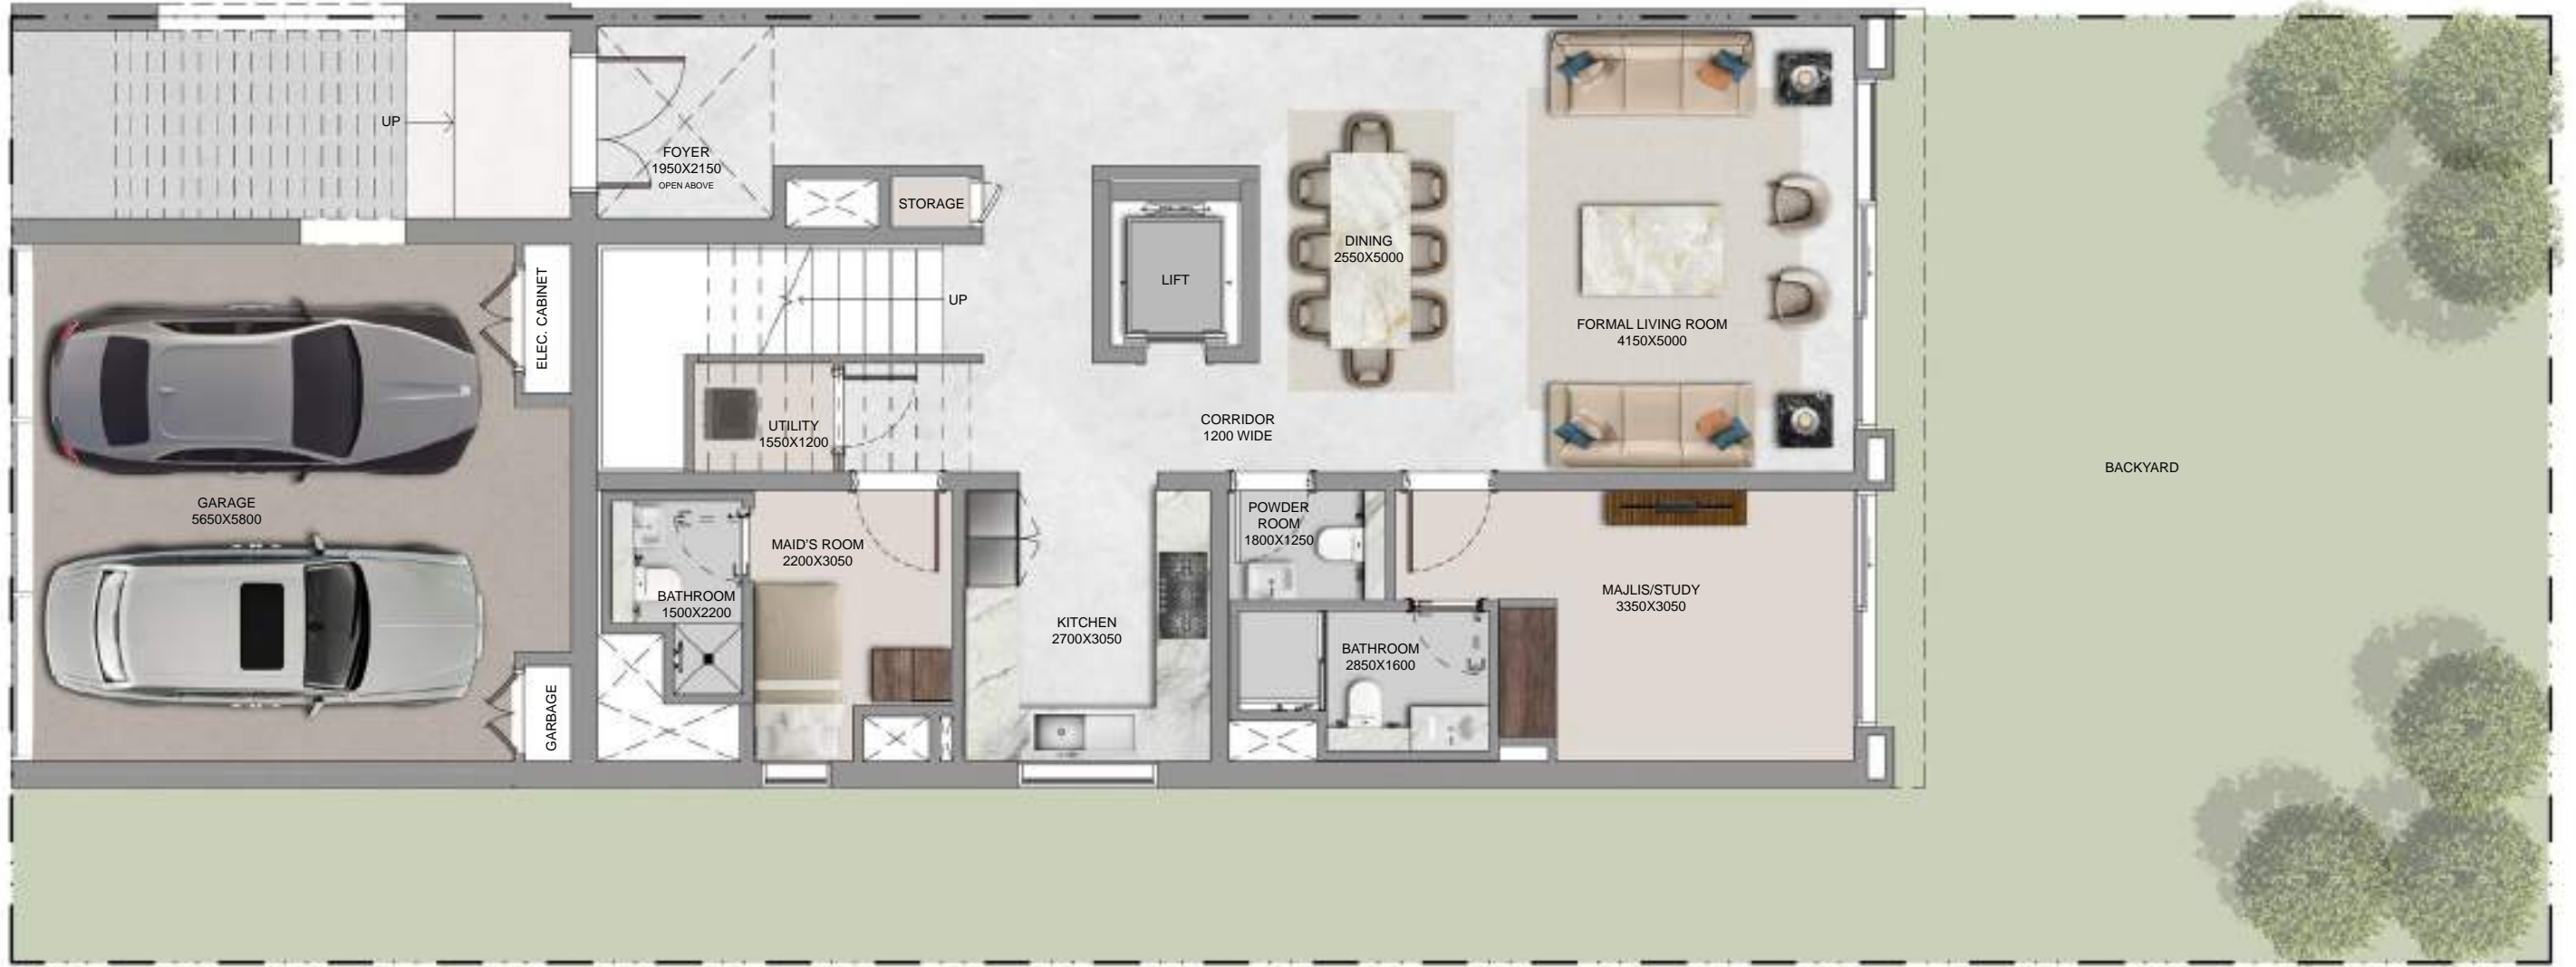 UP
FOYER
1950X2150
OPEN ABOVE
STORAGE
ELEC. CABINET
UP
LIFT
DINING
2550X5000
FORMAL LIVING ROOM
4150X5000
UTILITY
1550X1200
CORRIDOR
1200 WIDE
BACKYARD
GARAGE
5650X5800
MAID'S ROOM
2200X3050
BATHROOM
1500X2200
POWDER
ROOM
1800X1250
MAJLIS/STUDY
3350X3050
KITCHEN
2700X3050
BATHROOM
2850X1600
GARBAGE